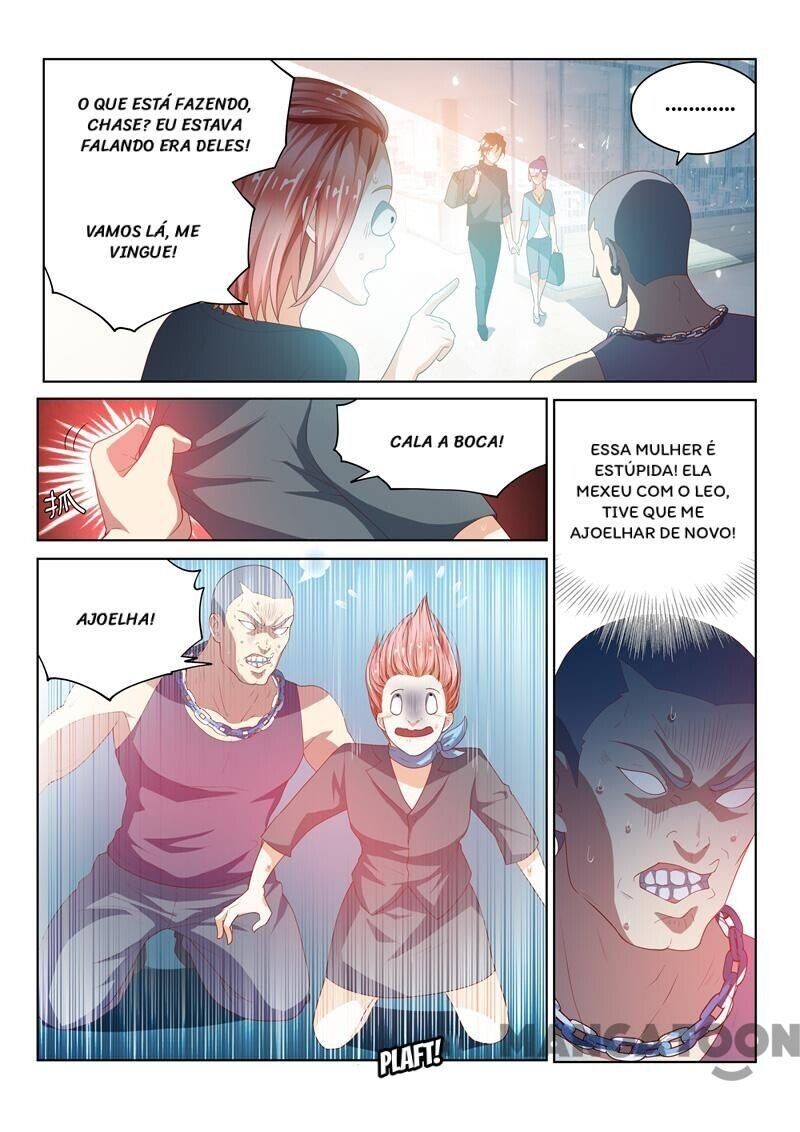 O QUE ESTÁ FAZENDO,
CHASE? EU ESTAVA
FALANDO ERA DELES!
VAMOS LÁ, ME
VINGUE!
.............
抓
CALA A BOCA!
ESSA MULHER É
ESTÚPIDA! ELA
MEXEU COM O LEO,
TIVE QUE ME
AJOELHAR DE NOVO!
AJOELHA!
PLAFT!
MANGATOON